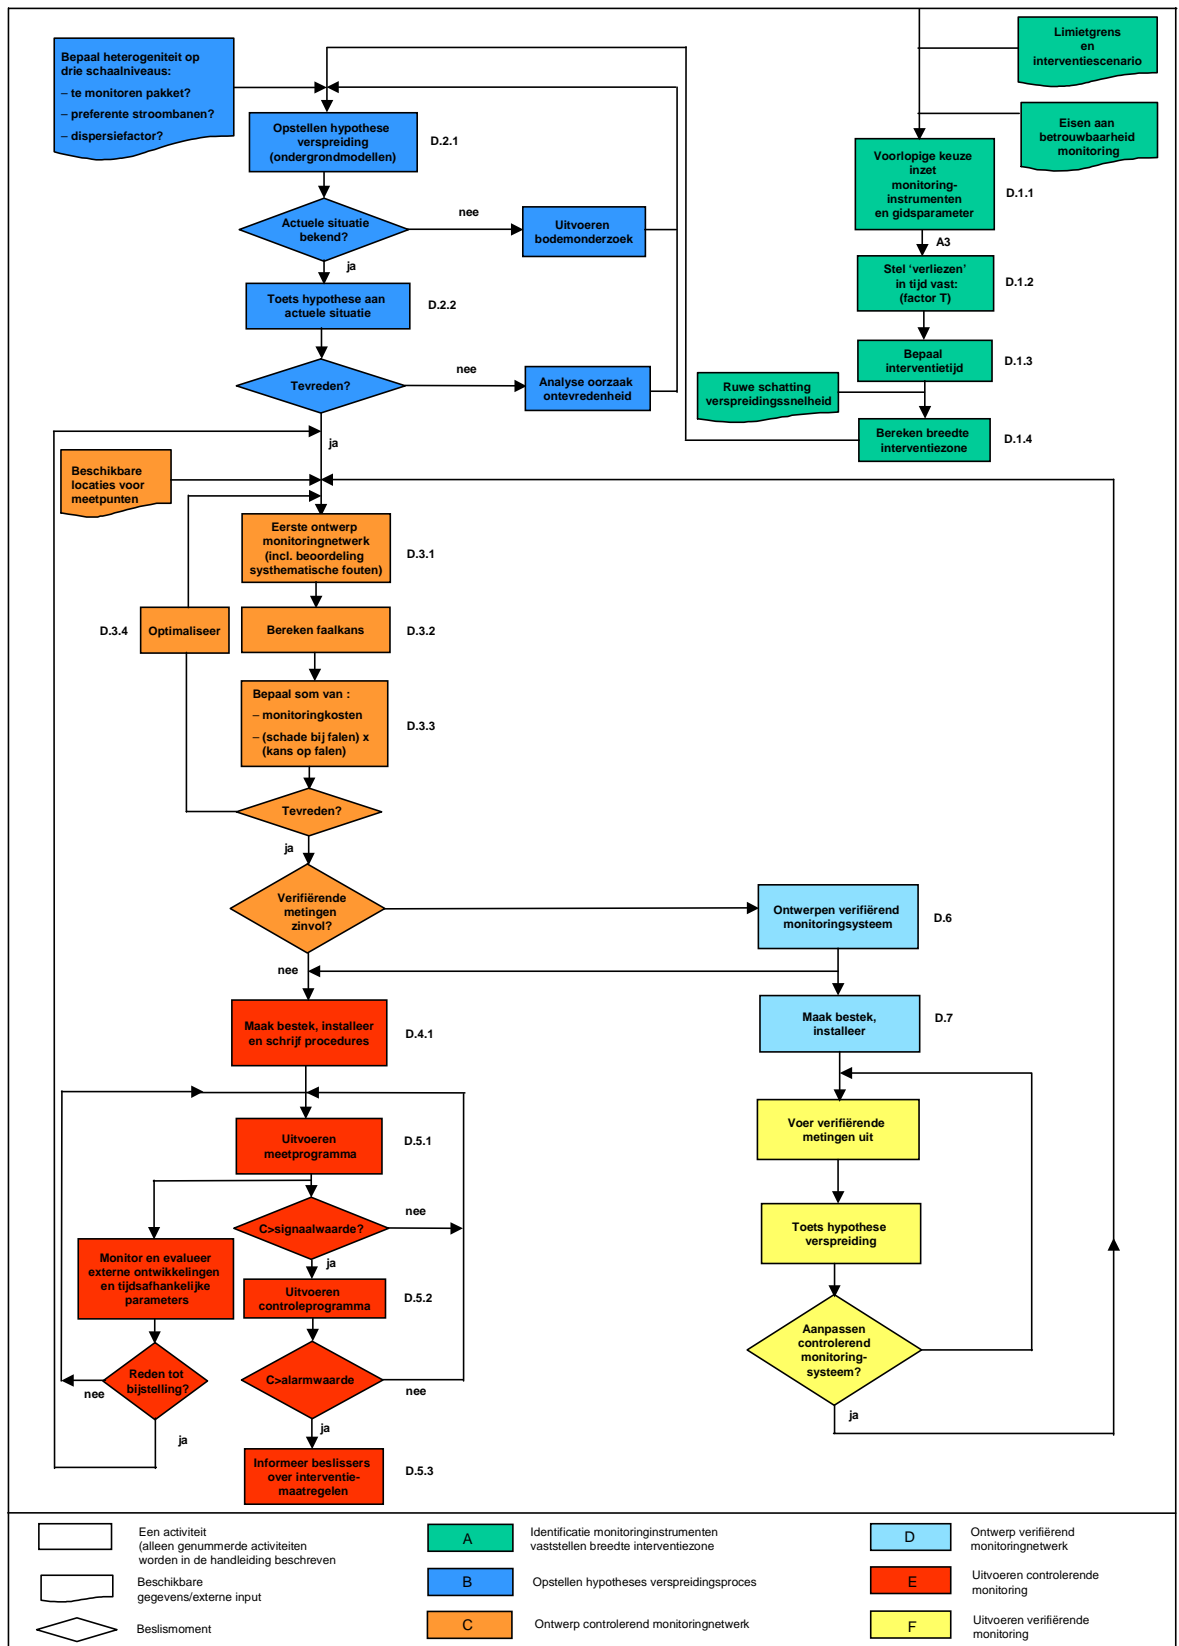 Limietgrens
en
interventiescenario
Bepaal heterogeniteit op
drie schaalniveaus:
– te monitoren pakket?
– preferente stroombanen?
– dispersiefactor?
Eisen aan
betrouwbaarheid
monitoring
Opstellen hypothese
verspreiding
(ondergrondmodellen)
D.2.1
Voorlopige keuze
inzet
monitoring-
instrumenten
en gidsparameter
D.1.1
Actuele situatie
bekend?
nee
Uitvoeren
bodemonderzoek
A3
ja
Stel ‘verliezen’
in tijd vast:
(factor T)
D.1.2
Toets hypothese aan
actuele situatie
D.2.2
Bepaal
interventietijd
D.1.3
Tevreden?
nee
Analyse oorzaak
ontevredenheid
Ruwe schatting
verspreidingssnelheid
ja
Bereken breedte
interventiezone
D.1.4
Beschikbare
locaties voor
meetpunten
Eerste ontwerp
monitoringnetwerk
(incl. beoordeling
systhematische fouten)
D.3.1
D.3.4
Optimaliseer
Bereken faalkans
D.3.2
Bepaal som van :
– monitoringkosten
– (schade bij falen) x
(kans op falen)
D.3.3
Tevreden?
ja
Verifiërende
metingen
zinvol?
Ontwerpen verifiërend
monitoringsysteem
D.6
nee
Maak bestek, installeer
en schrijf procedures
D.4.1
Maak bestek,
installeer
D.7
Uitvoeren
meetprogramma
D.5.1
Voer verifiërende
metingen uit
C>signaalwaarde?
nee
Toets hypothese
verspreiding
Monitor en evalueer
externe ontwikkelingen
en tijdsafhankelijke
parameters
ja
Uitvoeren
controleprogramma
D.5.2
Aanpassen
controlerend
monitoring-
systeem?
Reden tot
bijstelling?
nee
C>alarmwaarde
nee
ja
ja
ja
Informeer beslissers
over interventie-
maatregelen
D.5.3
Een activiteit
(alleen genummerde activiteiten
worden in de handleiding beschreven
A
Identificatie monitoringinstrumenten
vaststellen breedte interventiezone
D
Ontwerp verifiërend
monitoringnetwerk
Beschikbare
gegevens/externe input
B
Opstellen hypotheses verspreidingsproces
E
Uitvoeren controlerende
monitoring
Beslismoment
C
Ontwerp controlerend monitoringnetwerk
F
Uitvoeren verifiërende
monitoring